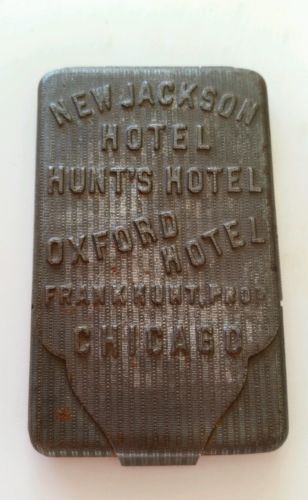 NEW JACKSON
HOTEL
HUNT'S HOTEL
OXFORD
HOTEL
FRANK HUNT, PROP.
CHICAGO